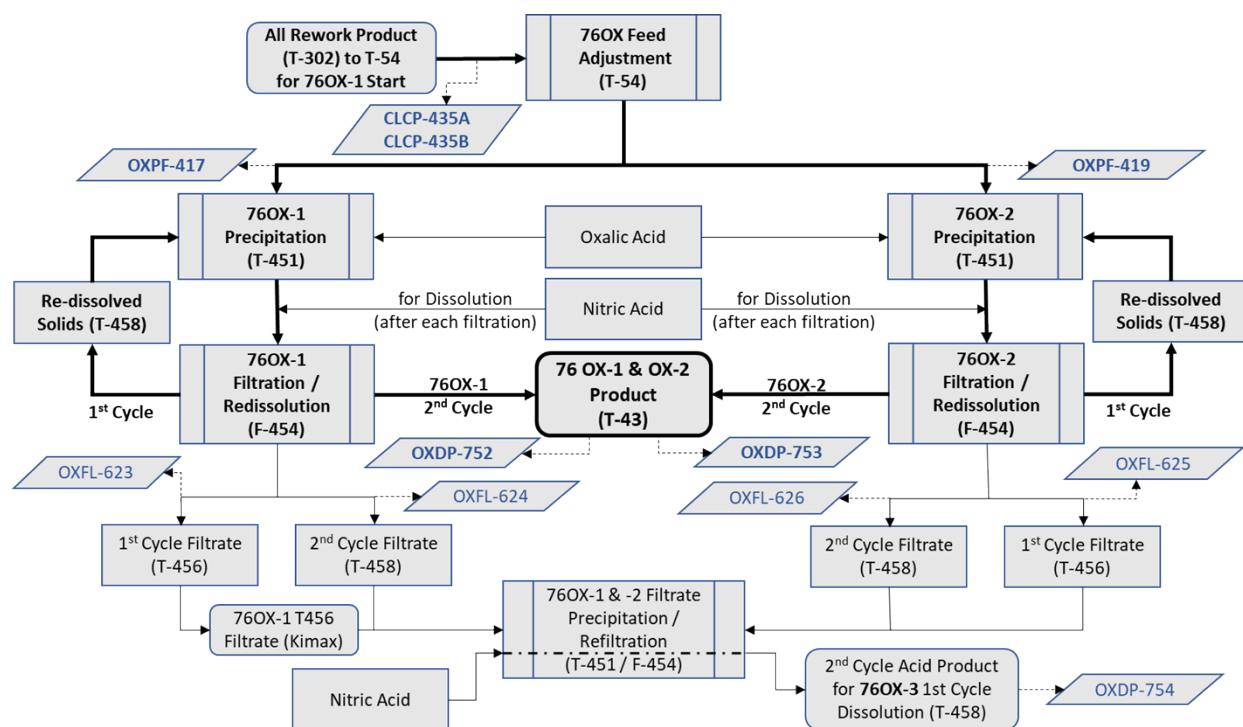 All Rework Product
(T-302) to T-54
for 76OX-1 Start
76OX Feed
Adjustment
(T-54)
CLCP-435A
CLCP-435B
OXPF-417
OXPF-419
76OX-1
Precipitation
(T-451)
Oxalic Acid
76OX-2
Precipitation
(T-451)
Re-dissolved
Solids (T-458)
for Dissolution
(after each filtration)
Nitric Acid
for Dissolution
(after each filtration)
Re-dissolved
Solids (T-458)
76OX-1
Filtration /
Redissolution
(F-454)
1st Cycle
76OX-1
2nd Cycle
76 OX-1 & OX-2
Product
(T-43)
76OX-2
2nd Cycle
76OX-2
Filtration /
Redissolution
(F-454)
1st Cycle
OXDP-752
OXDP-753
OXFL-623
OXFL-624
OXFL-626
OXFL-625
1st Cycle Filtrate
(T-456)
2nd Cycle Filtrate
(T-458)
2nd Cycle Filtrate
(T-458)
1st Cycle Filtrate
(T-456)
76OX-1 T456
Filtrate (Kimax)
76OX-1 & -2 Filtrate
Precipitation /
Refiltration
(T-451 / F-454)
Nitric Acid
2nd Cycle Acid Product
for 76OX-3 1st Cycle
Dissolution (T-458)
OXDP-754